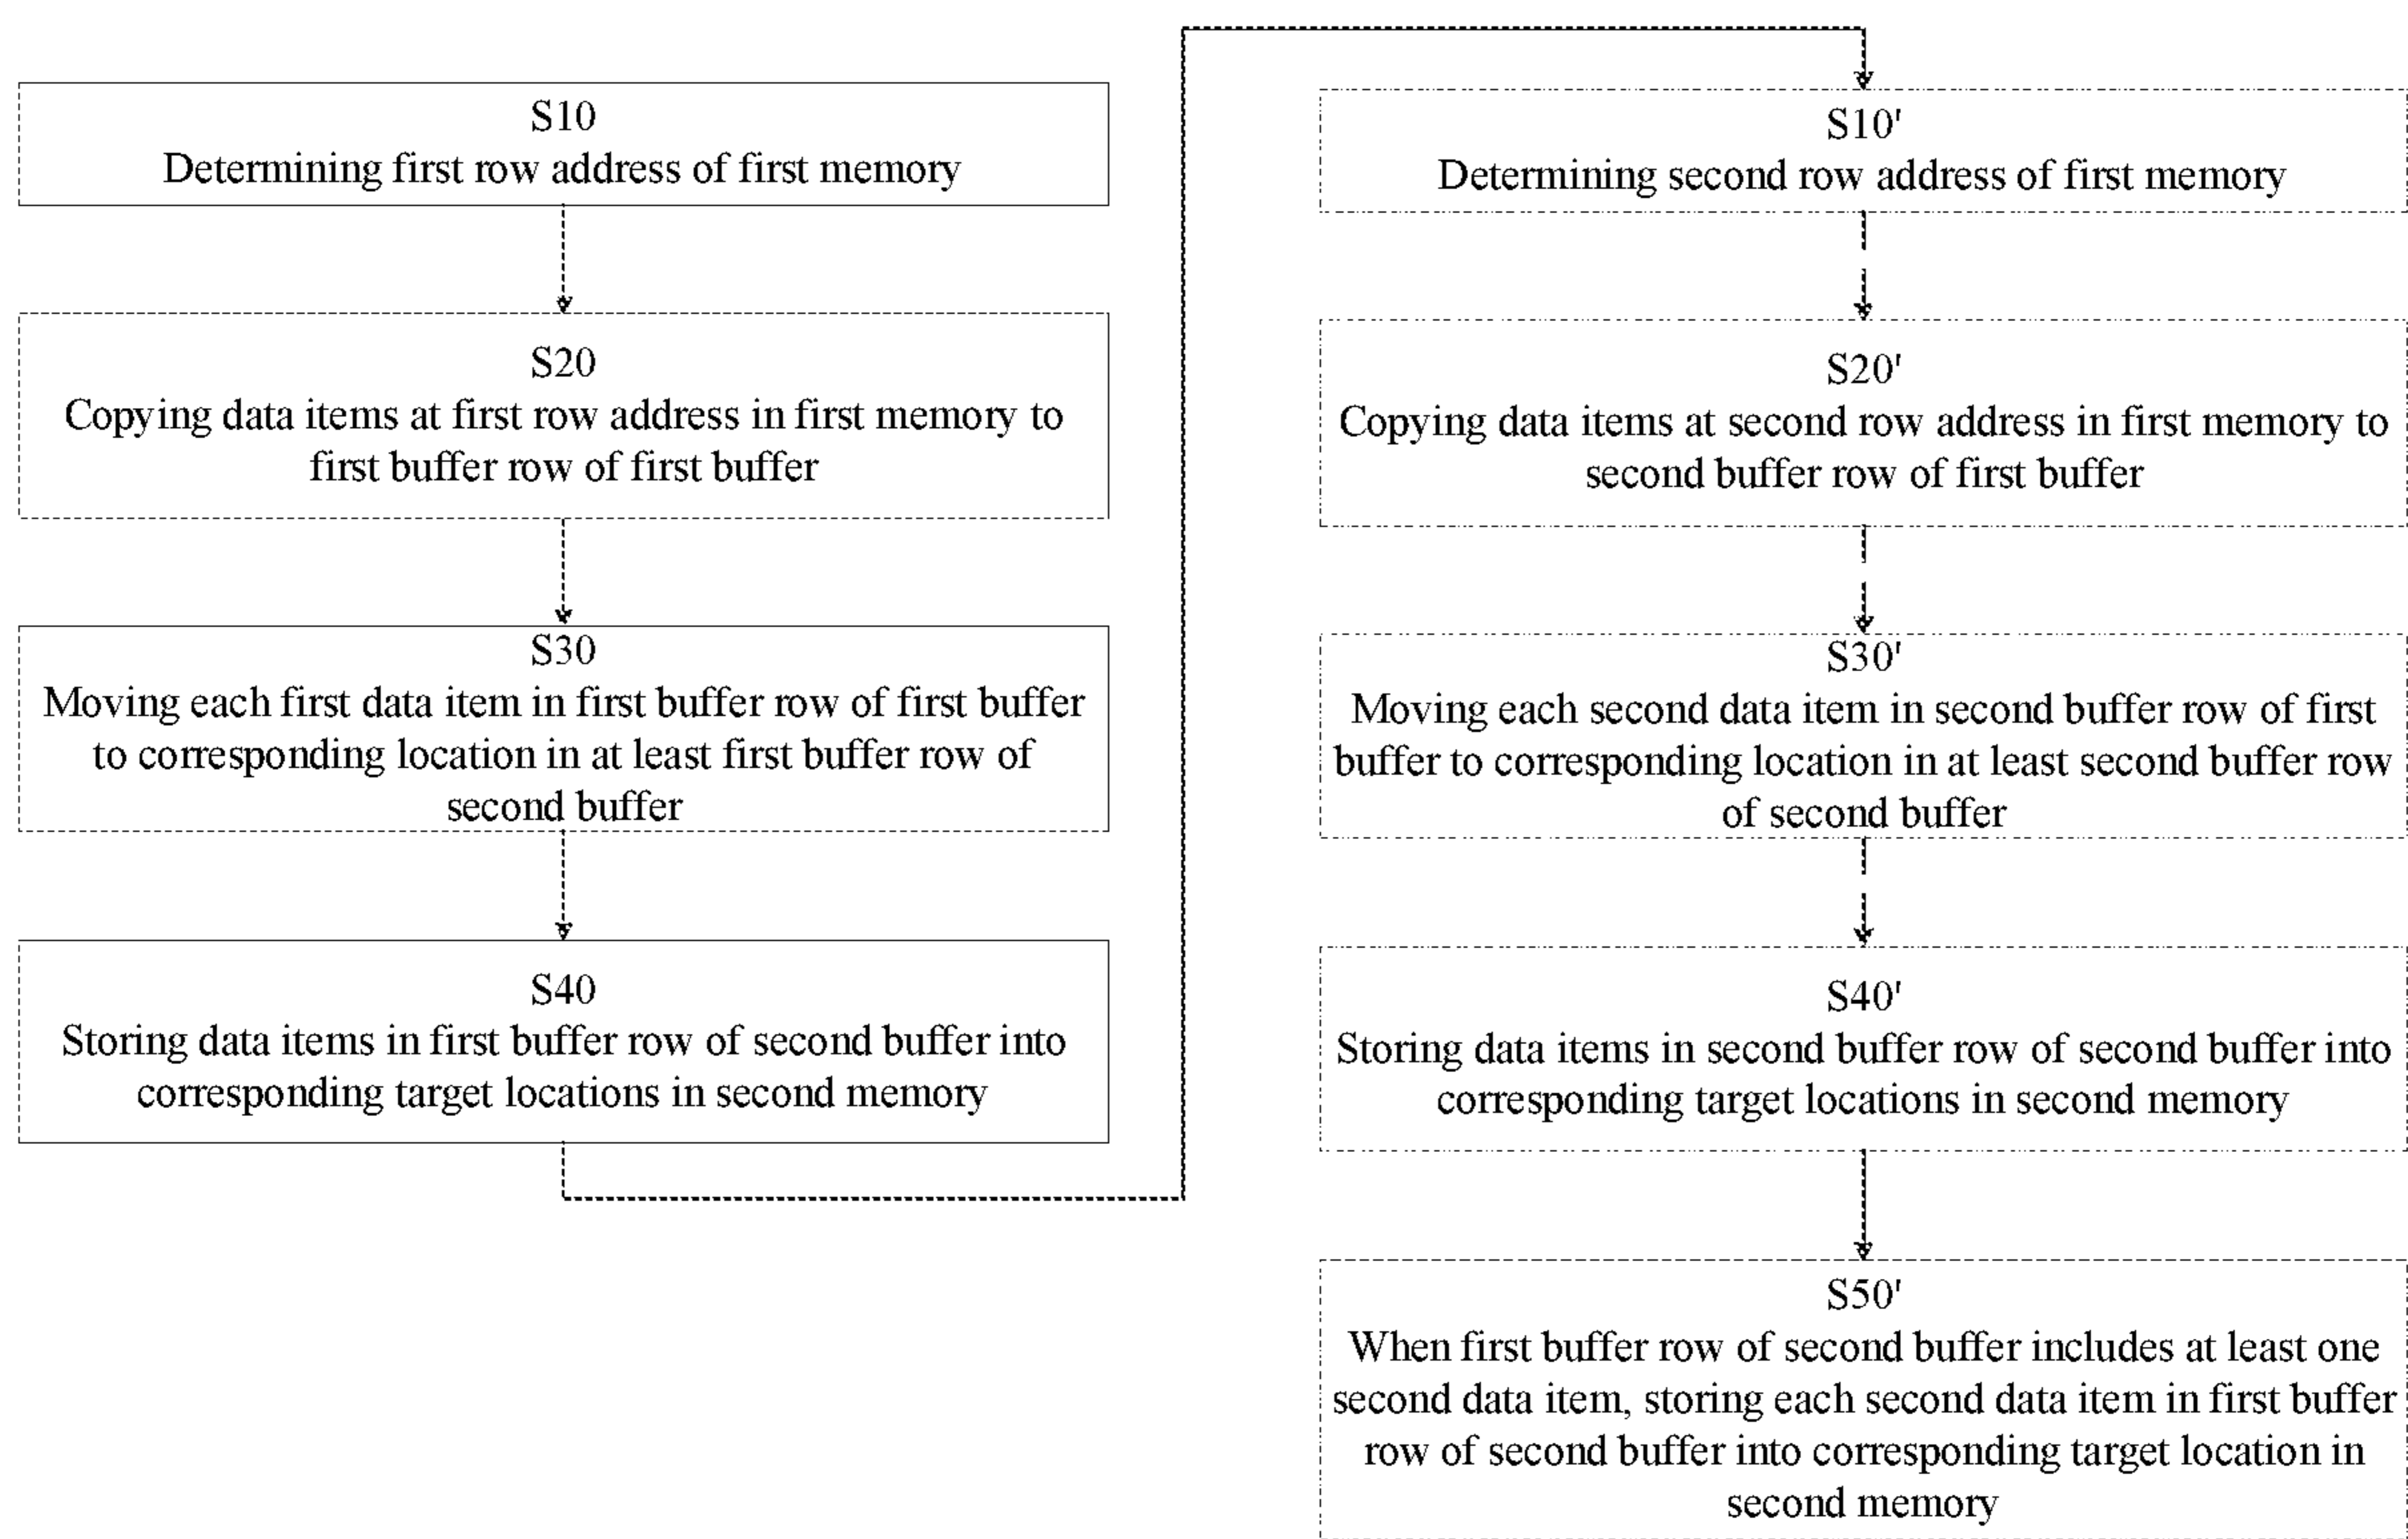 S10
Determining first row address of first memory
S20
Copying data items at first row address in first memory to
first buffer row of first buffer
S30
Moving each first data item in first buffer row of first buffer
to corresponding location in at least first buffer row of
second buffer
S40
Storing data items in first buffer row of second buffer into
corresponding target locations in second memory
S10'
Determining second row address of first memory
S20'
Copying data items at second row address in first memory to
second buffer row of first buffer
S30'
Moving each second data item in second buffer row of first
buffer to corresponding location in at least second buffer row
of second buffer
S40'
Storing data items in second buffer row of second buffer into
corresponding target locations in second memory
S50'
When first buffer row of second buffer includes at least one
second data item, storing each second data item in first buffer
row of second buffer into corresponding target location in
second memory